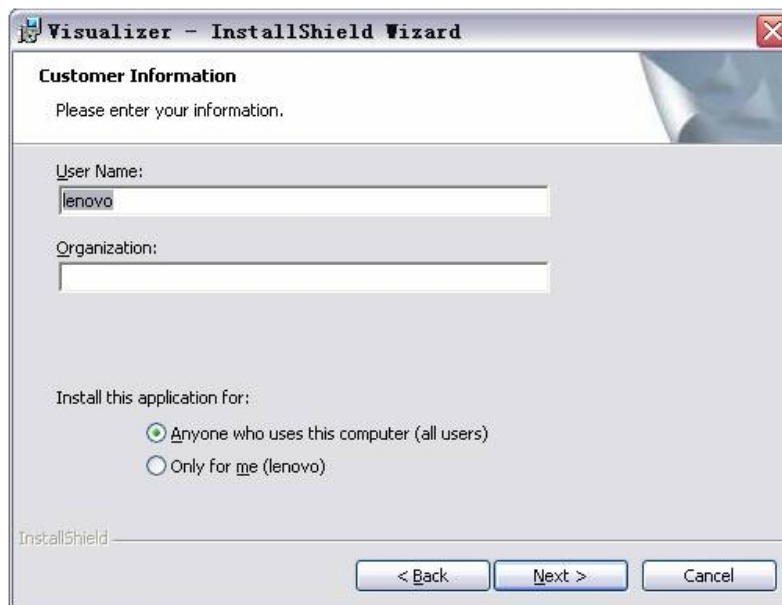 Visualizer - InstallShield Wizard
Customer Information
Please enter your information.
User Name:
lenovo
Organization:
Install this application for:
Anyone who uses this computer (all users)
Only for me (lenovo)
InstallShield
< Back Next > Cancel